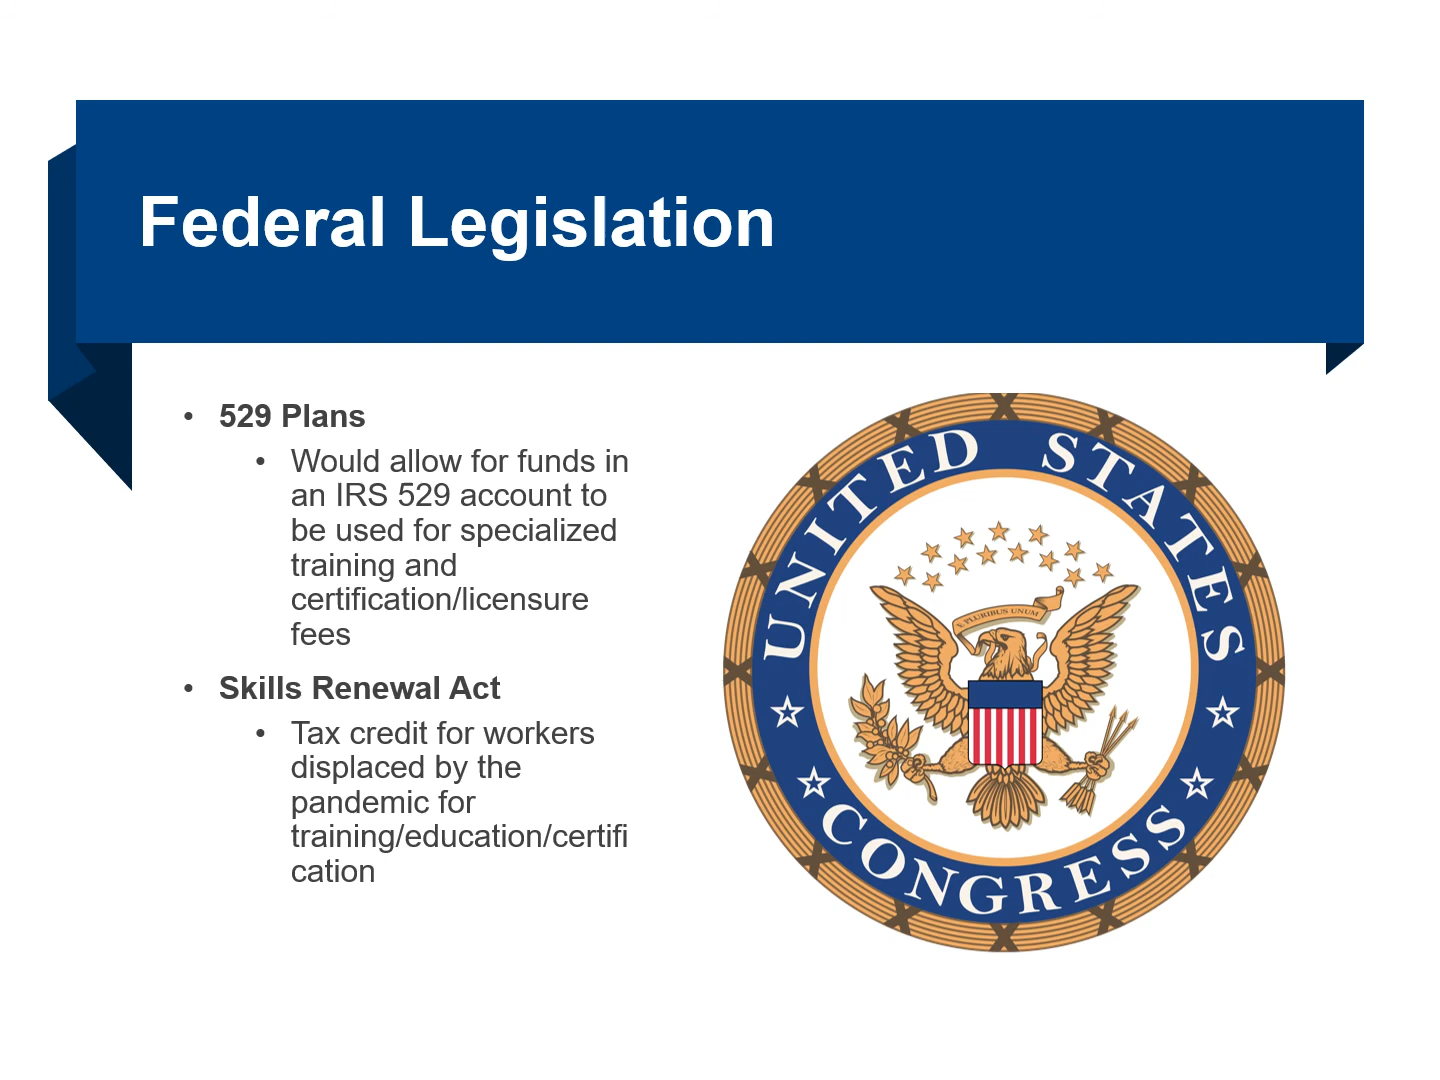 Federal Legislation
• 529 Plans
• Would allow for funds in
an IRS 529 account to
be used for specialized
training and
certification/licensure
fees
• Skills Renewal Act
• Tax credit for workers
displaced by the
pandemic for
training/education/certifi
cation
UNITED STATES
E PLURIBUS UNUM
CONGRESS